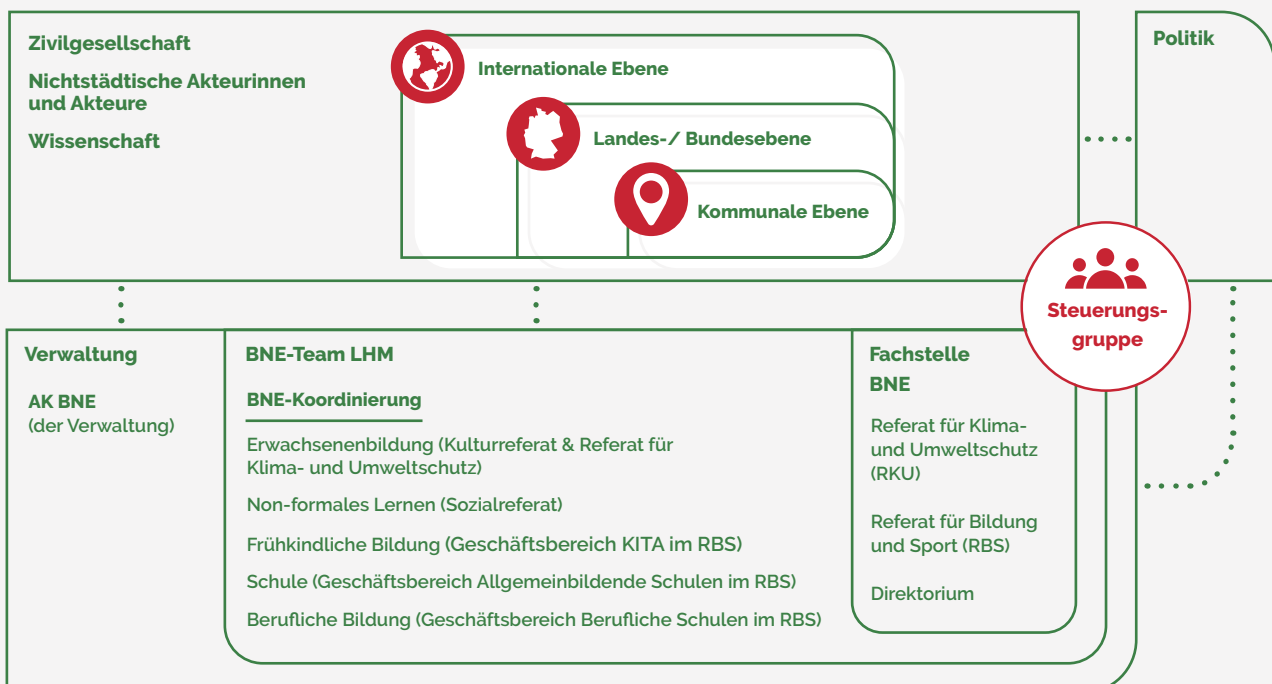 Zivilgesellschaft
Nichtstädtische Akteurinnen
und Akteure
Wissenschaft
Internationale Ebene
Landes-/ Bundesebene
Kommunale Ebene
Politik
Steuerungs-
gruppe
Verwaltung
AK BNE
(der Verwaltung)
BNE-Team LHM
BNE-Koordinierung
Erwachsenenbildung (Kulturreferat & Referat für
Klima- und Umweltschutz)
Non-formales Lernen (Sozialreferat)
Frühkindliche Bildung (Geschäftsbereich KITA im RBS)
Schule (Geschäftsbereich Allgemeinbildende Schulen im RBS)
Berufliche Bildung (Geschäftsbereich Berufliche Schulen im RBS)
Fachstelle
BNE
Referat für Klima-
und Umweltschutz
(RKU)
Referat für Bildung
und Sport (RBS)
Direktorium